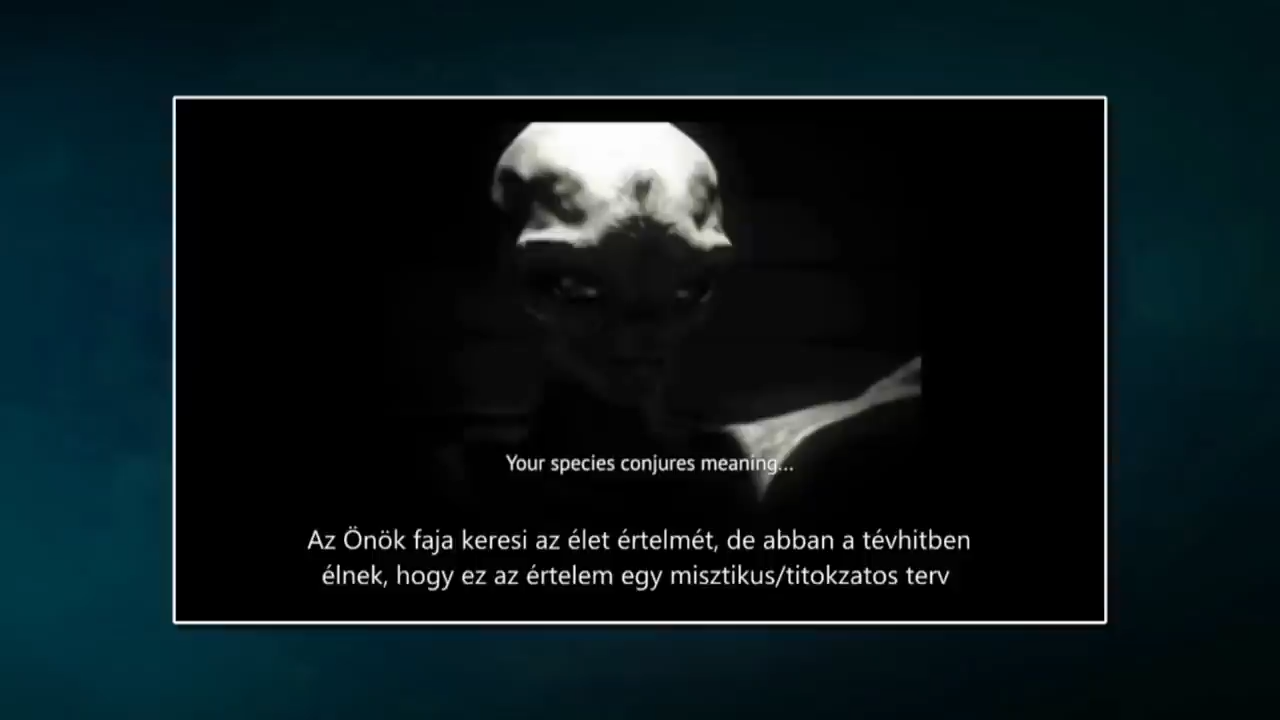 Your species conjures meaning...
Az Önök faja keresi az élet értelmét, de abban a tévhitben
élnek, hogy ez az értelem egy misztikus/titokzatos terv